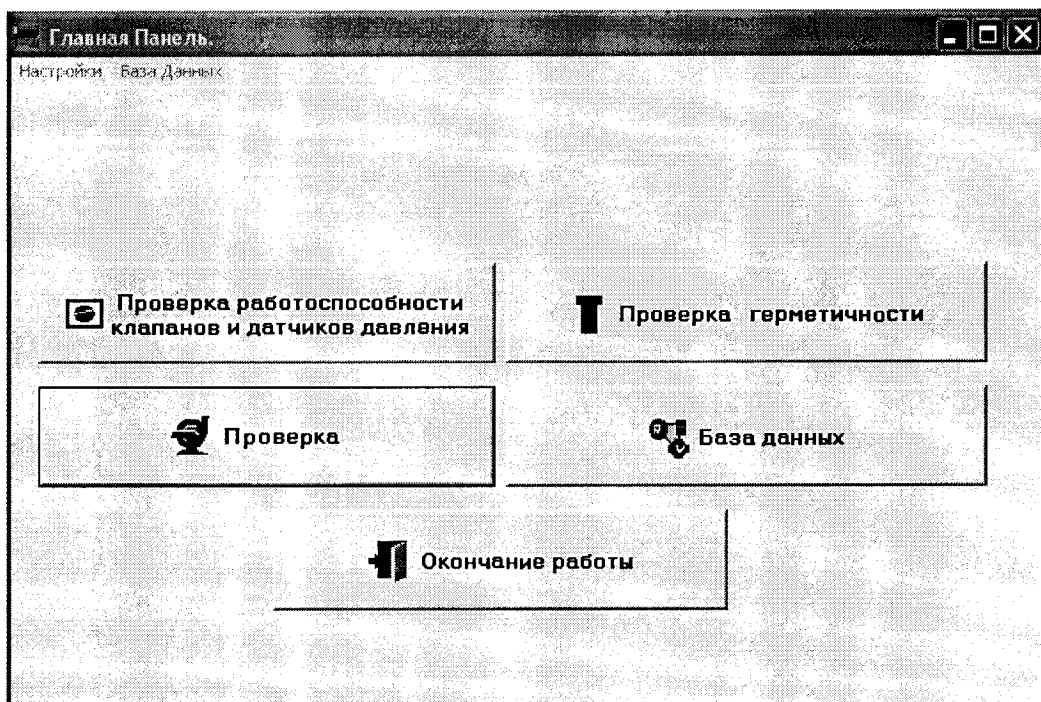 Главная Панель.
Настройки База Данных
Проверка работоспособности
клапанов и датчиков давления
Проверка герметичности
Проверка
База данных
Окончание работы